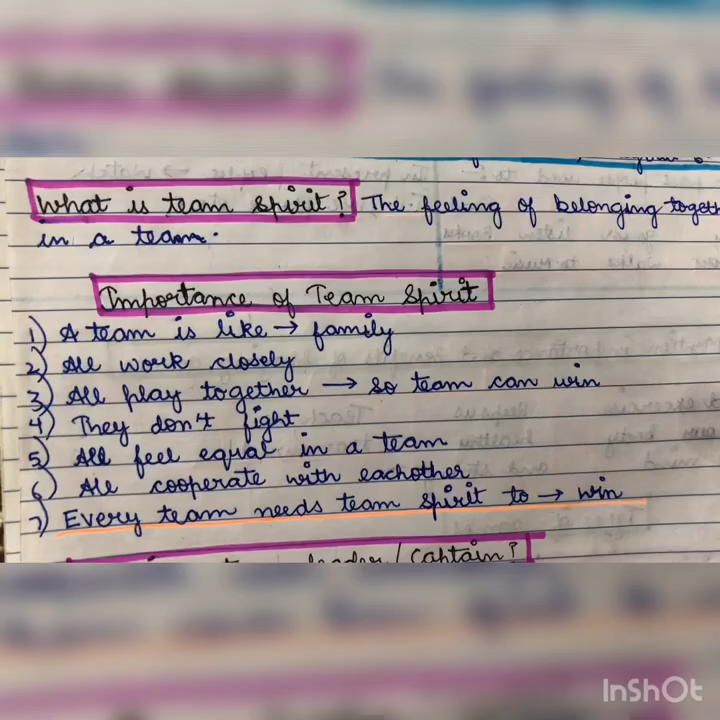 What is team spirit? The feeling of belonging
in a team.
Importance of Team Spirit
1) A team is like → family
2) All work closely
3) All play together → so team can win
4) They don't fight
5) All feel equal in a team
6) All cooperate with eachother
7) Every team needs team spirit to → win
leader/captain?
InShOt